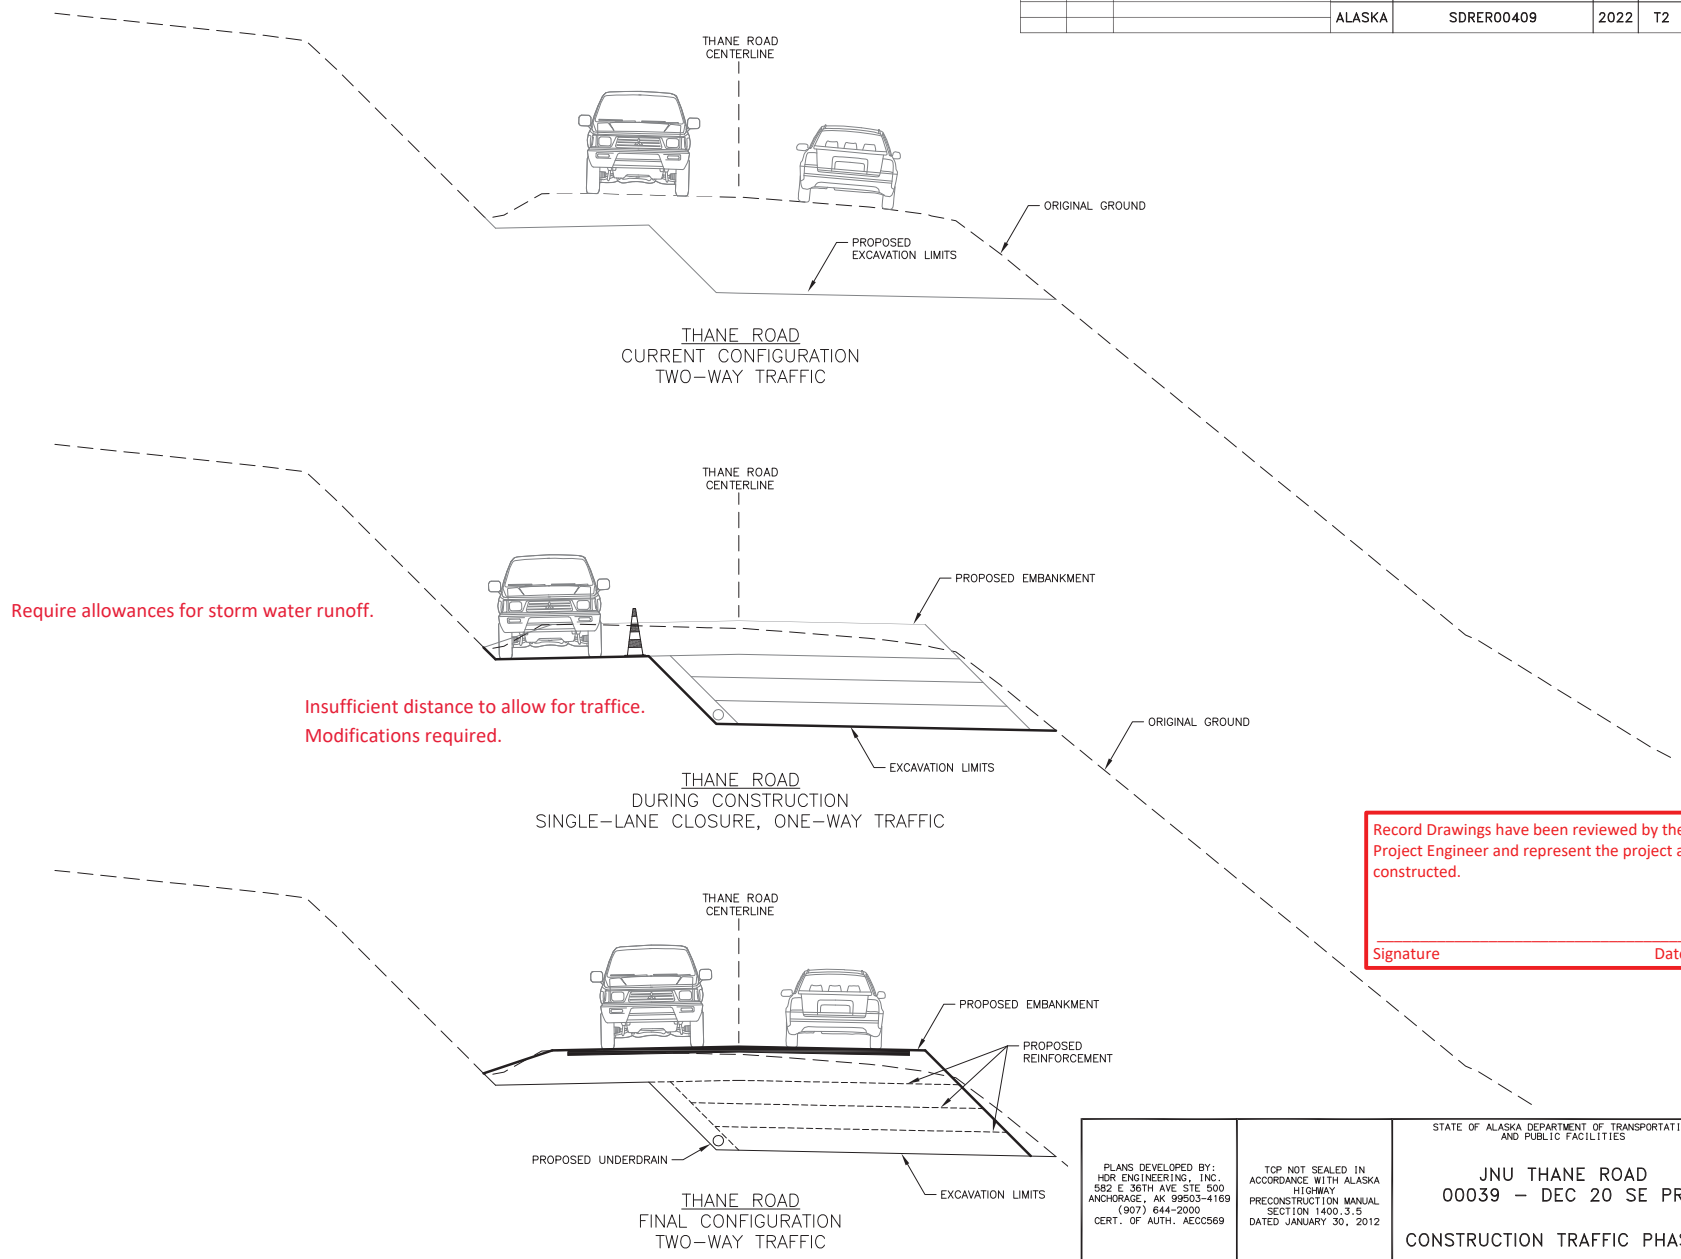 ALASKA SDRER00409 2022 T2
THANE ROAD
CENTERLINE
ORIGINAL GROUND
PROPOSED
EXCAVATION LIMITS
THANE ROAD
CURRENT CONFIGURATION
TWO-WAY TRAFFIC
THANE ROAD
CENTERLINE
PROPOSED EMBANKMENT
Require allowances for storm water runoff.
Insufficient distance to allow for traffice.
Modifications required.
ORIGINAL GROUND
EXCAVATION LIMITS
THANE ROAD
DURING CONSTRUCTION
SINGLE-LANE CLOSURE, ONE-WAY TRAFFIC
Record Drawings have been reviewed by the
Project Engineer and represent the project a
constructed.
Signature Date
THANE ROAD
CENTERLINE
PROPOSED EMBANKMENT
PROPOSED
REINFORCEMENT
PROPOSED UNDERDRAIN
EXCAVATION LIMITS
THANE ROAD
FINAL CONFIGURATION
TWO-WAY TRAFFIC
PLANS DEVELOPED BY:
HDR ENGINEERING, INC.
582 E 36TH AVE STE 500
ANCHORAGE, AK 99503-4169
(907) 644-2000
CERT. OF AUTH. AECC569
TCP NOT SEALED IN
ACCORDANCE WITH ALASKA
HIGHWAY
PRECONSTRUCTION MANUAL
SECTION 1400.3.5
DATED JANUARY 30, 2012
STATE OF ALASKA DEPARTMENT OF TRANSPORTATI
AND PUBLIC FACILITIES
JNU THANE ROAD
00039 - DEC 20 SE PR
CONSTRUCTION TRAFFIC PHAS